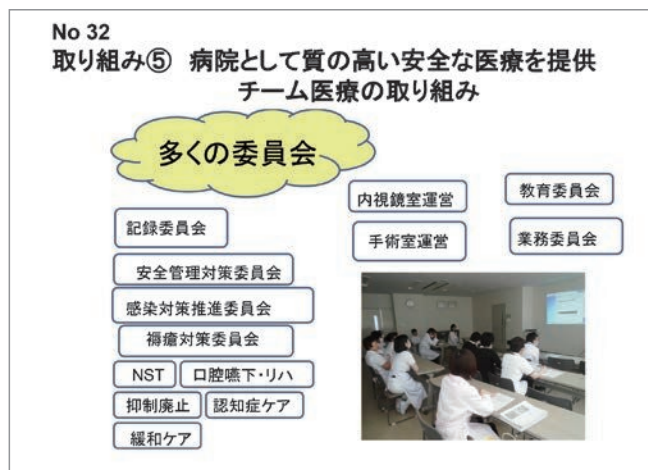 No 32
取り組み⑤ 病院として質の高い安全な医療を提供
チーム医療の取り組み
多くの委員会
記録委員会
安全管理対策委員会
感染対策推進委員会
褥瘡対策委員会
NST
口腔嚥下・リハ
抑制廃止
認知症ケア
緩和ケア
内視鏡室運営
手術室運営
教育委員会
業務委員会